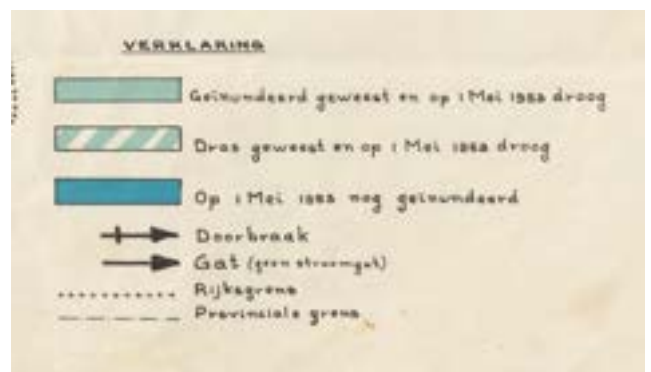 VERKLARING
Geïnundeerd geweest en op 1 Mei 1953 droog
Dras geweest en op 1 Mei 1953 droog
Op 1 Mei 1953 nog geïnundeerd
Doorbraak
Gat (geen stroomgat)
Rijksgrens
Provinciale grens